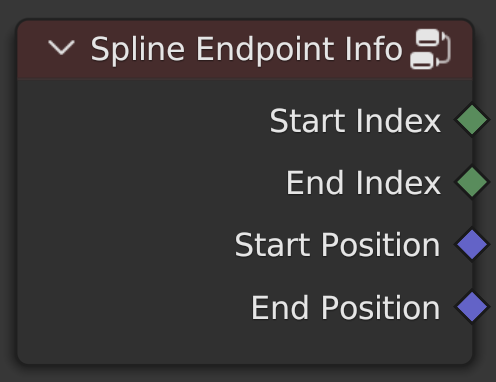 Spline Endpoint Info
Start Index
End Index
Start Position
End Position